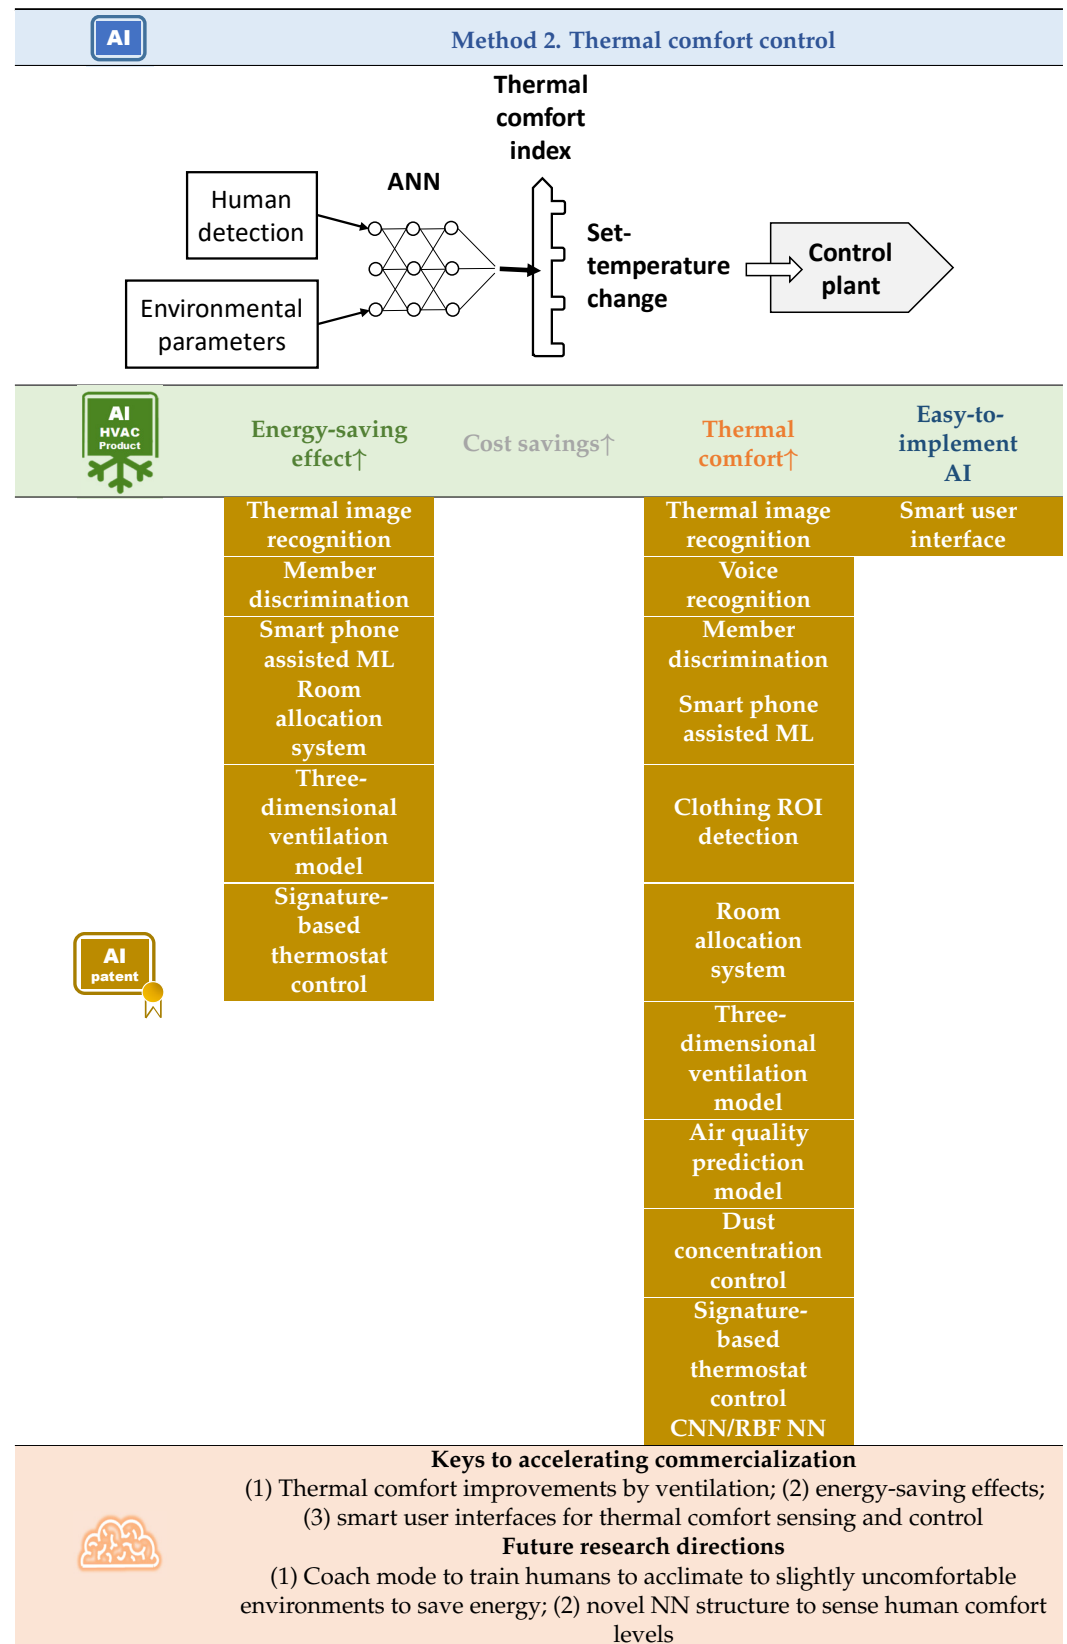 AI
Method 2. Thermal comfort control
Thermal
comfort
index
ANN
Human
detection
Environmental
parameters
Set-
temperature
change
Control
plant
AI
HVAC
Product
Energy-saving
effect↑
Cost savings↑
Thermal
comfort↑
Easy-to-
implement
AI
Thermal image
recognition
Member
discrimination
Smart phone
assisted ML
Room
allocation
system
Three-
dimensional
ventilation
model
Signature-
based
thermostat
control
Thermal image
recognition
Voice
recognition
Member
discrimination
Smart phone
assisted ML
Clothing ROI
detection
Room
allocation
system
Three-
dimensional
ventilation
model
Air quality
prediction
model
Dust
concentration
control
Signature-
based
thermostat
control
CNN/RBF NN
Smart user
interface
AI
patent
Keys to accelerating commercialization
(1) Thermal comfort improvements by ventilation; (2) energy-saving effects;
(3) smart user interfaces for thermal comfort sensing and control
Future research directions
(1) Coach mode to train humans to acclimate to slightly uncomfortable
environments to save energy; (2) novel NN structure to sense human comfort
levels